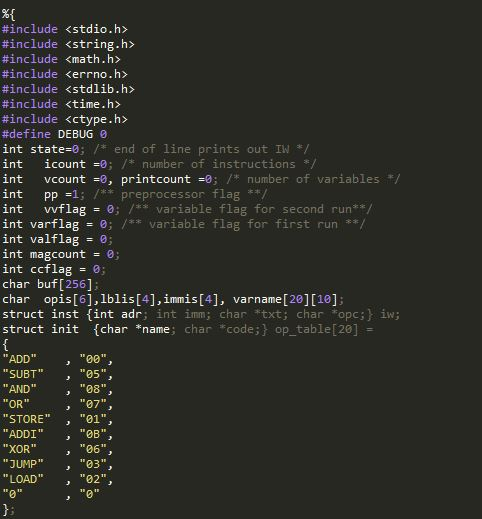 %{
#include <stdio.h>
#include <string.h>
#include <math.h>
#include <errno.h>
#include <stdlib.h>
#include <time.h>
#include <ctype.h>
#define DEBUG 0
int state=0; /* end of line prints out IW */
int   icount =0; /* number of instructions */
int   vcount =0, printcount =0; /* number of variables */
int   pp =1; /** preprocessor flag **/
int   vvflag = 0; /** variable flag for second run**/
int varflag = 0; /** variable flag for first run **/
int valflag = 0;
int magcount = 0;
int ccflag = 0;
char buf[256];
char  opis[6],lblis[4],immis[4], varname[20][10];
struct inst {int adr; int imm; char *txt; char *opc;} iw;
struct init  {char *name; char *code;} op_table[20] =
{
"ADD"    , "00",
"SUBT"   , "05",
"AND"    , "08",
"OR"     , "07",
"STORE"  , "01",
"ADDI"   , "0B",
"XOR"    , "06",
"JUMP"   , "03",
"LOAD"   , "02",
"0"      , "0"
};